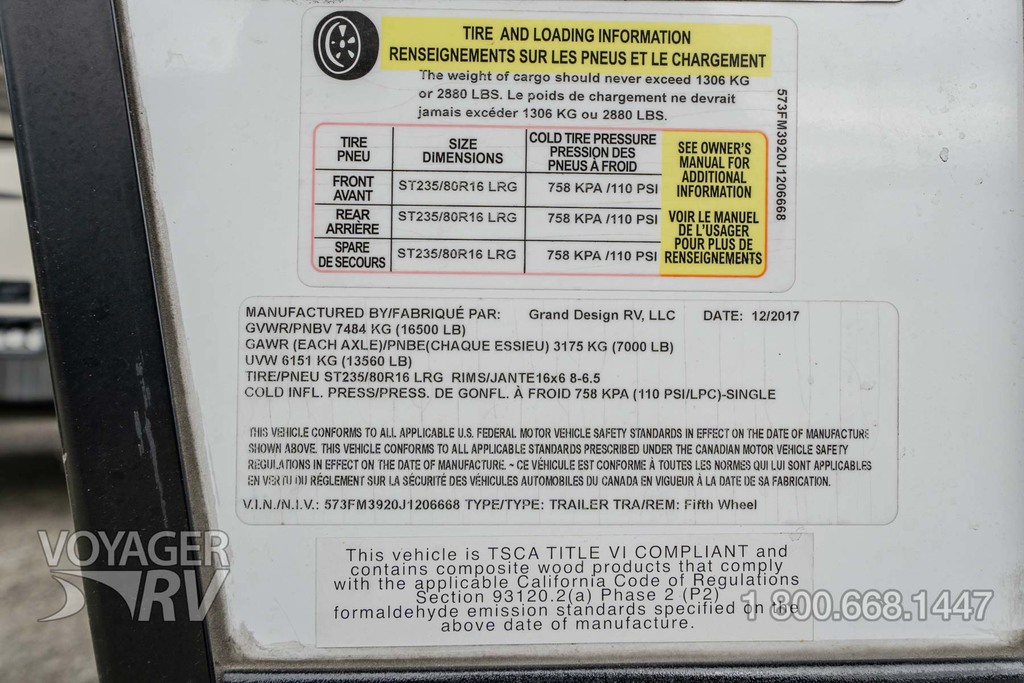 TIRE AND LOADING INFORMATION
RENSEIGNEMENTS SUR LES PNEUS ET LE CHARGEMENT
The weight of cargo should never exceed 1306 KG
or 2880 LBS. Le poids de chargement ne devrait
jamais excéder 1306 KG ou 2880 LBS.
573FM3920J1206668
TIRE PNEU SIZE DIMENSIONS COLD TIRE PRESSURE PRESSION DES PNEUS À FROID
FRONT AVANT ST235/80R16 LRG 758 KPA /110 PSI
REAR ARRIÈRE ST235/80R16 LRG 758 KPA /110 PSI
SPARE DE SECOURS ST235/80R16 LRG 758 KPA /110 PSI
SEE OWNER'S
MANUAL FOR
ADDITIONAL
INFORMATION
VOIR LE MANUEL
DE L'USAGER
POUR PLUS DE
RENSEIGNEMENTS
MANUFACTURED BY/FABRIQUÉ PAR: Grand Design RV, LLC DATE: 12/2017
GVWR/PNBV 7484 KG (16500 LB)
GAWR (EACH AXLE)/PNBE(CHAQUE ESSIEU) 3175 KG (7000 LB)
UVW 6151 KG (13560 LB)
TIRE/PNEU ST235/80R16 LRG RIMS/JANTE16x6 8-6.5
COLD INFL. PRESS/PRESS. DE GONFL. À FROID 758 KPA (110 PSI/LPC)-SINGLE
THIS VEHICLE CONFORMS TO ALL APPLICABLE U.S. FEDERAL MOTOR VEHICLE SAFETY STANDARDS IN EFFECT ON THE DATE OF MANUFACTURE
SHOWN ABOVE. THIS VEHICLE CONFORMS TO ALL APPLICABLE STANDARDS PRESCRIBED UNDER THE CANADIAN MOTOR VEHICLE SAFETY
REGULATIONS IN EFFECT ON THE DATE OF MANUFACTURE. ~ CE VÉHICULE EST CONFORME À TOUTES LES NORMES QUI LUI SONT APPLICABLES
EN VERTU DU RÉGLEMENT SUR LA SÉCURITÉ DES VÉHICULES AUTOMOBILES DU CANADA EN VIGUEUR À LA DATE DE SA FABRICATION.
V.I.N./N.I.V.: 573FM3920J1206668 TYPE/TYPE: TRAILER TRA/REM: Fifth Wheel
This vehicle is TSCA TITLE VI COMPLIANT and
contains composite wood products that comply
with the applicable California Code of Regulations
Section 93120.2(a) Phase 2 (P2)
formaldehyde emission standards specified on the
above date of manufacture.
VOYAGER
RV
1 800.668.1447